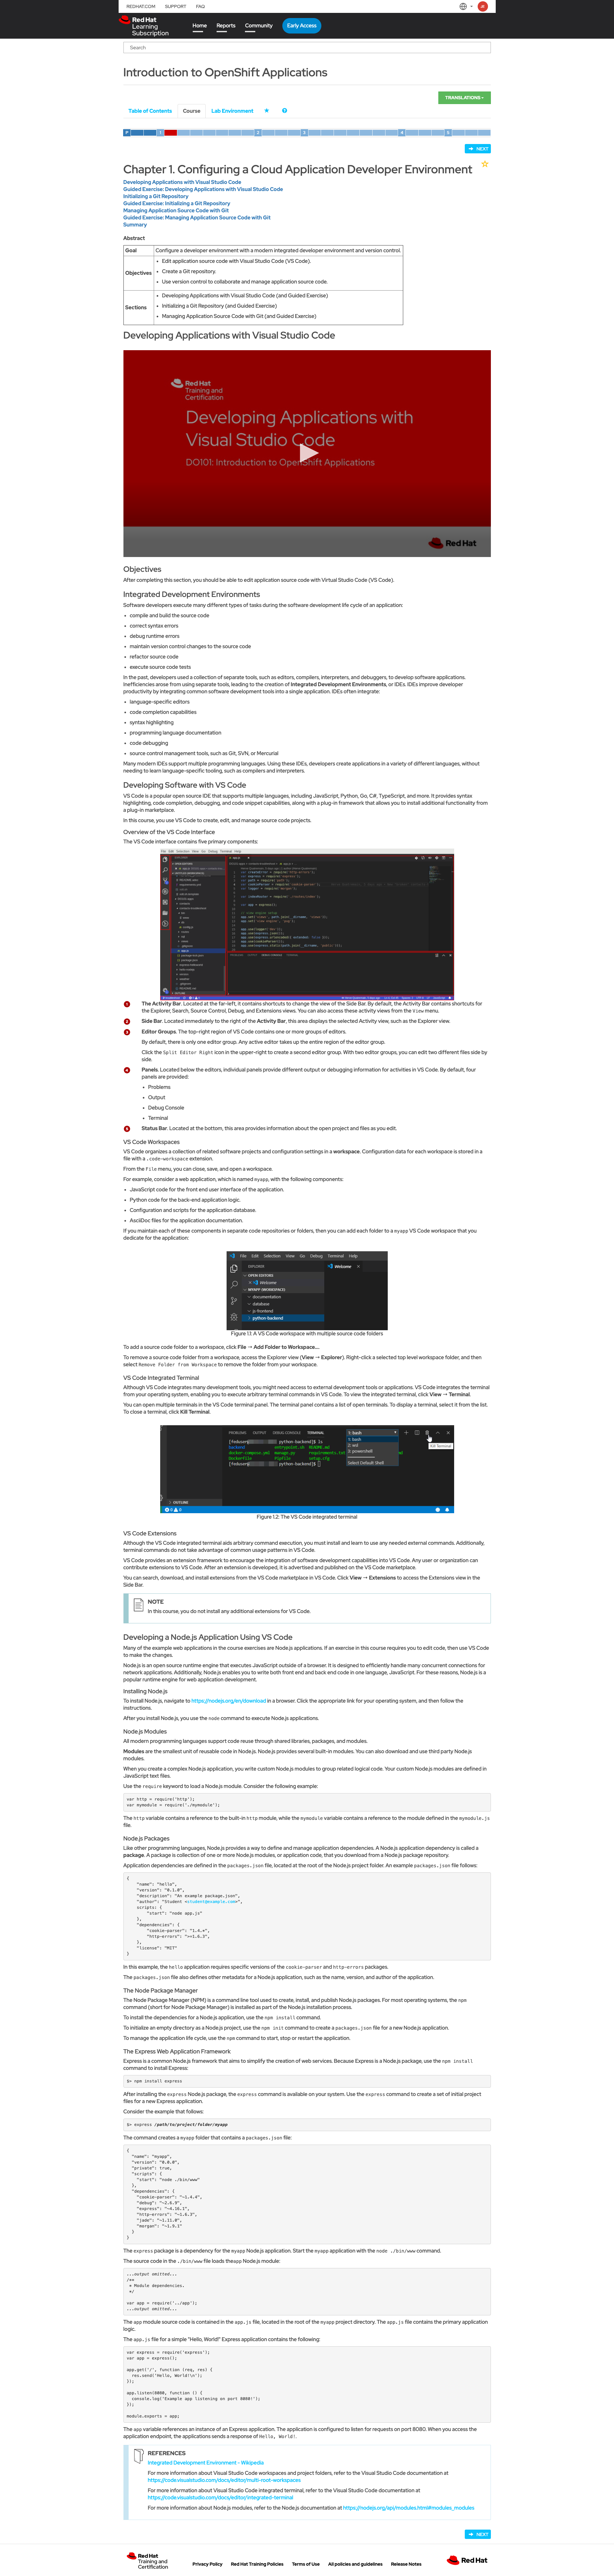 REDHAT.COM SUPPORT FAQ
JK
Red Hat
Learning
Subscription
Home Reports Community Early Access
Search
Introduction to OpenShift Applications
TRANSLATIONS
Table of Contents Course Lab Environment
P 1 2 3 4 5
NEXT
Chapter 1. Configuring a Cloud Application Developer Environment
Developing Applications with Visual Studio Code
Guided Exercise: Developing Applications with Visual Studio Code
Initializing a Git Repository
Guided Exercise: Initializing a Git Repository
Managing Application Source Code with Git
Guided Exercise: Managing Application Source Code with Git
Summary
Abstract
Goal Configure a developer environment with a modern integrated developer environment and version control.
Objectives
• Edit application source code with Visual Studio Code (VS Code).
• Create a Git repository.
• Use version control to collaborate and manage application source code.
Sections
• Developing Applications with Visual Studio Code (and Guided Exercise)
• Initializing a Git Repository (and Guided Exercise)
• Managing Application Source Code with Git (and Guided Exercise)
Developing Applications with Visual Studio Code
Red Hat
Training and
Certification
Developing Applications with
Visual Studio Code
DO101: Introduction to OpenShift Applications
Red Hat
Objectives
After completing this section, you should be able to edit application source code with Virtual Studio Code (VS Code).
Integrated Development Environments
Software developers execute many different types of tasks during the software development life cycle of an application:
• compile and build the source code
• correct syntax errors
• debug runtime errors
• maintain version control changes to the source code
• refactor source code
• execute source code tests
In the past, developers used a collection of separate tools, such as editors, compilers, interpreters, and debuggers, to develop software applications.
Inefficiencies arose from using separate tools, leading to the creation of Integrated Development Environments, or IDEs. IDEs improve developer
productivity by integrating common software development tools into a single application. IDEs often integrate:
• language-specific editors
• code completion capabilities
• syntax highlighting
• programming language documentation
• code debugging
• source control management tools, such as Git, SVN, or Mercurial
Many modern IDEs support multiple programming languages. Using these IDEs, developers create applications in a variety of different languages, without
needing to learn language-specific tooling, such as compilers and interpreters.
Developing Software with VS Code
VS Code is a popular open source IDE that supports multiple languages, including JavaScript, Python, Go, C#, TypeScript, and more. It provides syntax
highlighting, code completion, debugging, and code snippet capabilities, along with a plug-in framework that allows you to install additional functionality from
a plug-in marketplace.
In this course, you use VS Code to create, edit, and manage source code projects.
Overview of the VS Code Interface
The VS Code interface contains five primary components:
1 The Activity Bar. Located at the far-left, it contains shortcuts to change the view of the Side Bar. By default, the Activity Bar contains shortcuts for
the Explorer, Search, Source Control, Debug, and Extensions views. You can also access these activity views from the View menu.
2 Side Bar. Located immediately to the right of the Activity Bar, this area displays the selected Activity view, such as the Explorer view.
3 Editor Groups. The top-right region of VS Code contains one or more groups of editors.
By default, there is only one editor group. Any active editor takes up the entire region of the editor group.
Click the Split Editor Right icon in the upper-right to create a second editor group. With two editor groups, you can edit two different files side by
side.
4 Panels. Located below the editors, individual panels provide different output or debugging information for activities in VS Code. By default, four
panels are provided:
• Problems
• Output
• Debug Console
• Terminal
5 Status Bar. Located at the bottom, this area provides information about the open project and files as you edit.
VS Code Workspaces
VS Code organizes a collection of related software projects and configuration settings in a workspace. Configuration data for each workspace is stored in a
file with a .code-workspace extension.
From the File menu, you can close, save, and open a workspace.
For example, consider a web application, which is named myapp, with the following components:
• JavaScript code for the front end user interface of the application.
• Python code for the back-end application logic.
• Configuration and scripts for the application database.
• AsciiDoc files for the application documentation.
If you maintain each of these components in separate code repositories or folders, then you can add each folder to a myapp VS Code workspace that you
dedicate for the application:
File Edit Selection View Go Debug Terminal Help
EXPLORER Welcome
OPEN EDITORS
Welcome
MYAPP (WORKSPACE)
documentation
database
js-frontend
python-backend
Figure 1.1: A VS Code workspace with multiple source code folders
To add a source code folder to a workspace, click File → Add Folder to Workspace....
To remove a source code folder from a workspace, access the Explorer view (View → Explorer). Right-click a selected top level workspace folder, and then
select Remove Folder from Workspace to remove the folder from your workspace.
VS Code Integrated Terminal
Although VS Code integrates many development tools, you might need access to external development tools or applications. VS Code integrates the terminal
from your operating system, enabling you to execute arbitrary terminal commands in VS Code. To view the integrated terminal, click View → Terminal.
You can open multiple terminals in the VS Code terminal panel. The terminal panel contains a list of open terminals. To display a terminal, select it from the list.
To close a terminal, click Kill Terminal.
PROBLEMS OUTPUT DEBUG CONSOLE TERMINAL 1: bash
[feduser@ python-backend]$ ls
backend entrypoint.sh README.md
docker-compose.yml manage.py requirements.txt
Dockerfile Pipfile setup.cfg
[feduser@ python-backend]$
1: bash
Select Default Shell
Kill Terminal
OUTLINE
Figure 1.2: The VS Code integrated terminal
VS Code Extensions
Although the VS Code integrated terminal aids arbitrary command execution, you must install and learn to use any needed external commands. Additionally,
terminal commands do not take advantage of common usage patterns in VS Code.
VS Code provides an extension framework to encourage the integration of software development capabilities into VS Code. Any user or organization can
contribute extensions to VS Code. After an extension is developed, it is advertised and published on the VS Code marketplace.
You can search, download, and install extensions from the VS Code marketplace in VS Code. Click View → Extensions to access the Extensions view in the
Side Bar.
NOTE
In this course, you do not install any additional extensions for VS Code.
Developing a Node.js Application Using VS Code
Many of the example web applications in the course exercises are Node.js applications. If an exercise in this course requires you to edit code, then use VS Code
to make the changes.
Node.js is an open source runtime engine that executes JavaScript outside of a browser. It is designed to efficiently handle many concurrent connections for
network applications. Additionally, Node.js enables you to write both front end and back end code in one language, JavaScript. For these reasons, Node.js is a
popular runtime engine for web application development.
Installing Node.js
To install Node.js, navigate to https://nodejs.org/en/download in a browser. Click the appropriate link for your operating system, and then follow the
instructions.
After you install Node.js, you use the node command to execute Node.js applications.
Node.js Modules
All modern programming languages support code reuse through shared libraries, packages, and modules.
Modules are the smallest unit of reusable code in Node.js. Node.js provides several built-in modules. You can also download and use third party Node.js
modules.
When you create a complex Node.js application, you write custom Node.js modules to group related logical code. Your custom Node.js modules are defined in
JavaScript text files.
Use the require keyword to load a Node.js module. Consider the following example:
var http = require('http');
var mymodule = require('./mymodule');
The http variable contains a reference to the built-in http module, while the mymodule variable contains a reference to the module defined in the mymodule.js
file.
Node.js Packages
Like other programming languages, Node.js provides a way to define and manage application dependencies. A Node.js application dependency is called a
package. A package is collection of one or more Node.js modules, or application code, that you download from a Node.js package repository.
Application dependencies are defined in the packages.json file, located at the root of the Node.js project folder. An example packages.json file follows:
{
"name": "hello",
"version": "0.1.0",
"description": "An example package.json",
"author": "Student <student@example.com>",
scripts: {
"start": "node app.js"
},
"dependencies": {
"cookie-parser": "1.4.*",
"http-errors": ">=1.6.3",
},
"license": "MIT"
}
In this example, the hello application requires specific versions of the cookie-parser and http-errors packages.
The packages.json file also defines other metadata for a Node.js application, such as the name, version, and author of the application.
The Node Package Manager
The Node Package Manager (NPM) is a command line tool used to create, install, and publish Node.js packages. For most operating systems, the npm
command (short for Node Package Manager) is installed as part of the Node.js installation process.
To install the dependencies for a Node.js application, use the npm install command.
To initialize an empty directory as a Node.js project, use the npm init command to create a packages.json file for a new Node.js application.
To manage the application life cycle, use the npm command to start, stop or restart the application.
The Express Web Application Framework
Express is a common Node.js framework that aims to simplify the creation of web services. Because Express is a Node.js package, use the npm install
command to install Express:
$> npm install express
After installing the express Node.js package, the express command is available on your system. Use the express command to create a set of initial project
files for a new Express application.
Consider the example that follows:
$> express /path/to/project/folder/myapp
The command creates a myapp folder that contains a packages.json file:
{
"name": "myapp",
"version": "0.0.0",
"private": true,
"scripts": {
"start": "node ./bin/www"
},
"dependencies": {
"cookie-parser": "~1.4.4",
"debug": "~2.6.9",
"express": "~4.16.1",
"http-errors": "~1.6.3",
"jade": "~1.11.0",
"morgan": "~1.9.1"
}
}
The express package is a dependency for the myapp Node.js application. Start the myapp application with the node ./bin/www command.
The source code in the ./bin/www file loads the app Node.js module:
...output omitted...
/**
* Module dependencies.
*/
var app = require('../app');
...output omitted...
The app module source code is contained in the app.js file, located in the root of the myapp project directory. The app.js file contains the primary application
logic.
The app.js file for a simple "Hello, World!" Express application contains the following:
var express = require('express');
var app = express();
app.get('/', function (req, res) {
res.send('Hello, World!\n');
});
app.listen(8080, function () {
console.log('Example app listening on port 8080!');
});
module.exports = app;
The app variable references an instance of an Express application. The application is configured to listen for requests on port 8080. When you access the
application endpoint, the applications sends a response of Hello, World!.
REFERENCES
Integrated Development Environment - Wikipedia
For more information about Visual Studio Code workspaces and project folders, refer to the Visual Studio Code documentation at
https://code.visualstudio.com/docs/editor/multi-root-workspaces
For more information about Visual Studio Code integrated terminal, refer to the Visual Studio Code documentation at
https://code.visualstudio.com/docs/editor/integrated-terminal
For more information about Node.js modules, refer to the Node.js documentation at https://nodejs.org/api/modules.html#modules_modules
NEXT
Red Hat
Training and
Certification
Privacy Policy Red Hat Training Policies Terms of Use All policies and guidelines Release Notes
Red Hat